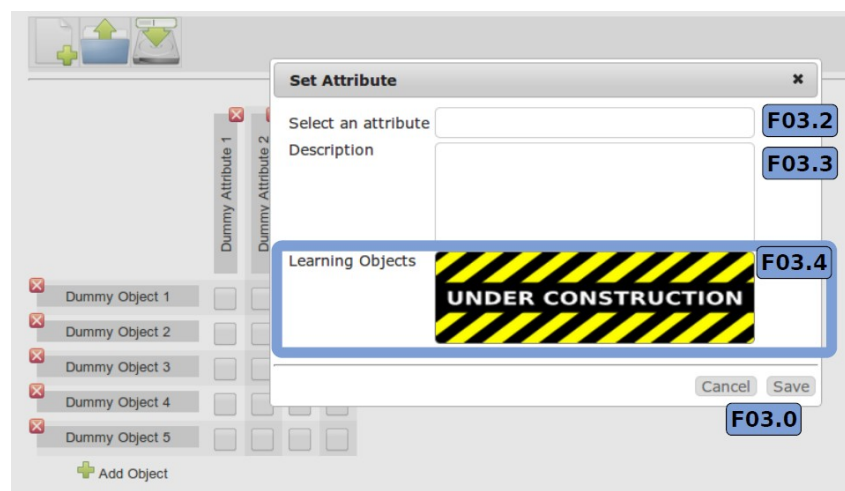 Set Attribute
Select an attribute
F03.2
Description
F03.3
Learning Objects
UNDER CONSTRUCTION
F03.4
Cancel
Save
F03.0
Dummy Attribute 1
Dummy Attribute 2
Dummy Object 1
Dummy Object 2
Dummy Object 3
Dummy Object 4
Dummy Object 5
Add Object